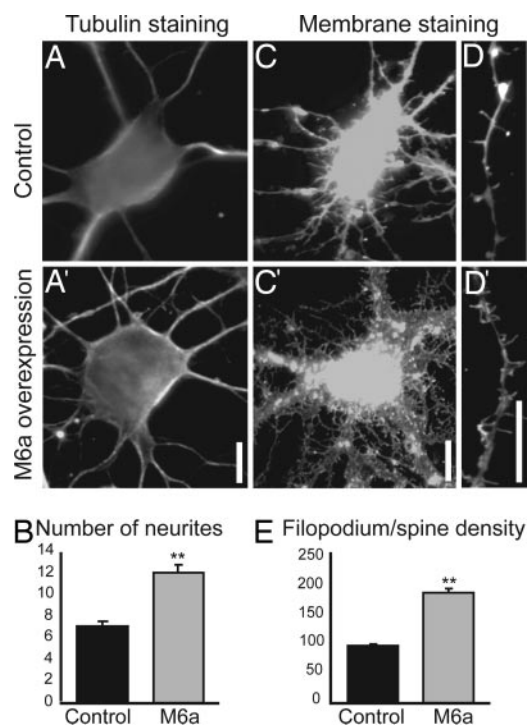 Tubulin staining
Membrane staining
Control
A
C
D
M6a overexpression
A'
C'
D'
B Number of neurites
14
12
10
8
6
4
2
0
**
Control
M6a
E Filopodium/spine density
250
200
150
100
50
0
**
Control
M6a